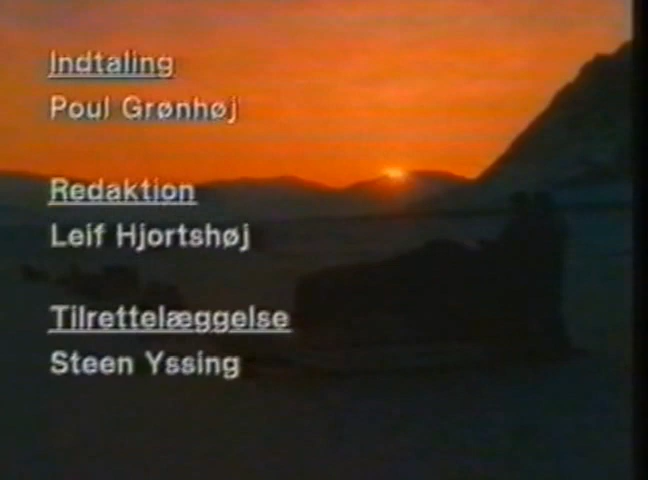 Indtaling
Poul Grønhøj
Redaktion
Leif Hjortshøj
Tilrettelæggelse
Steen Yssing